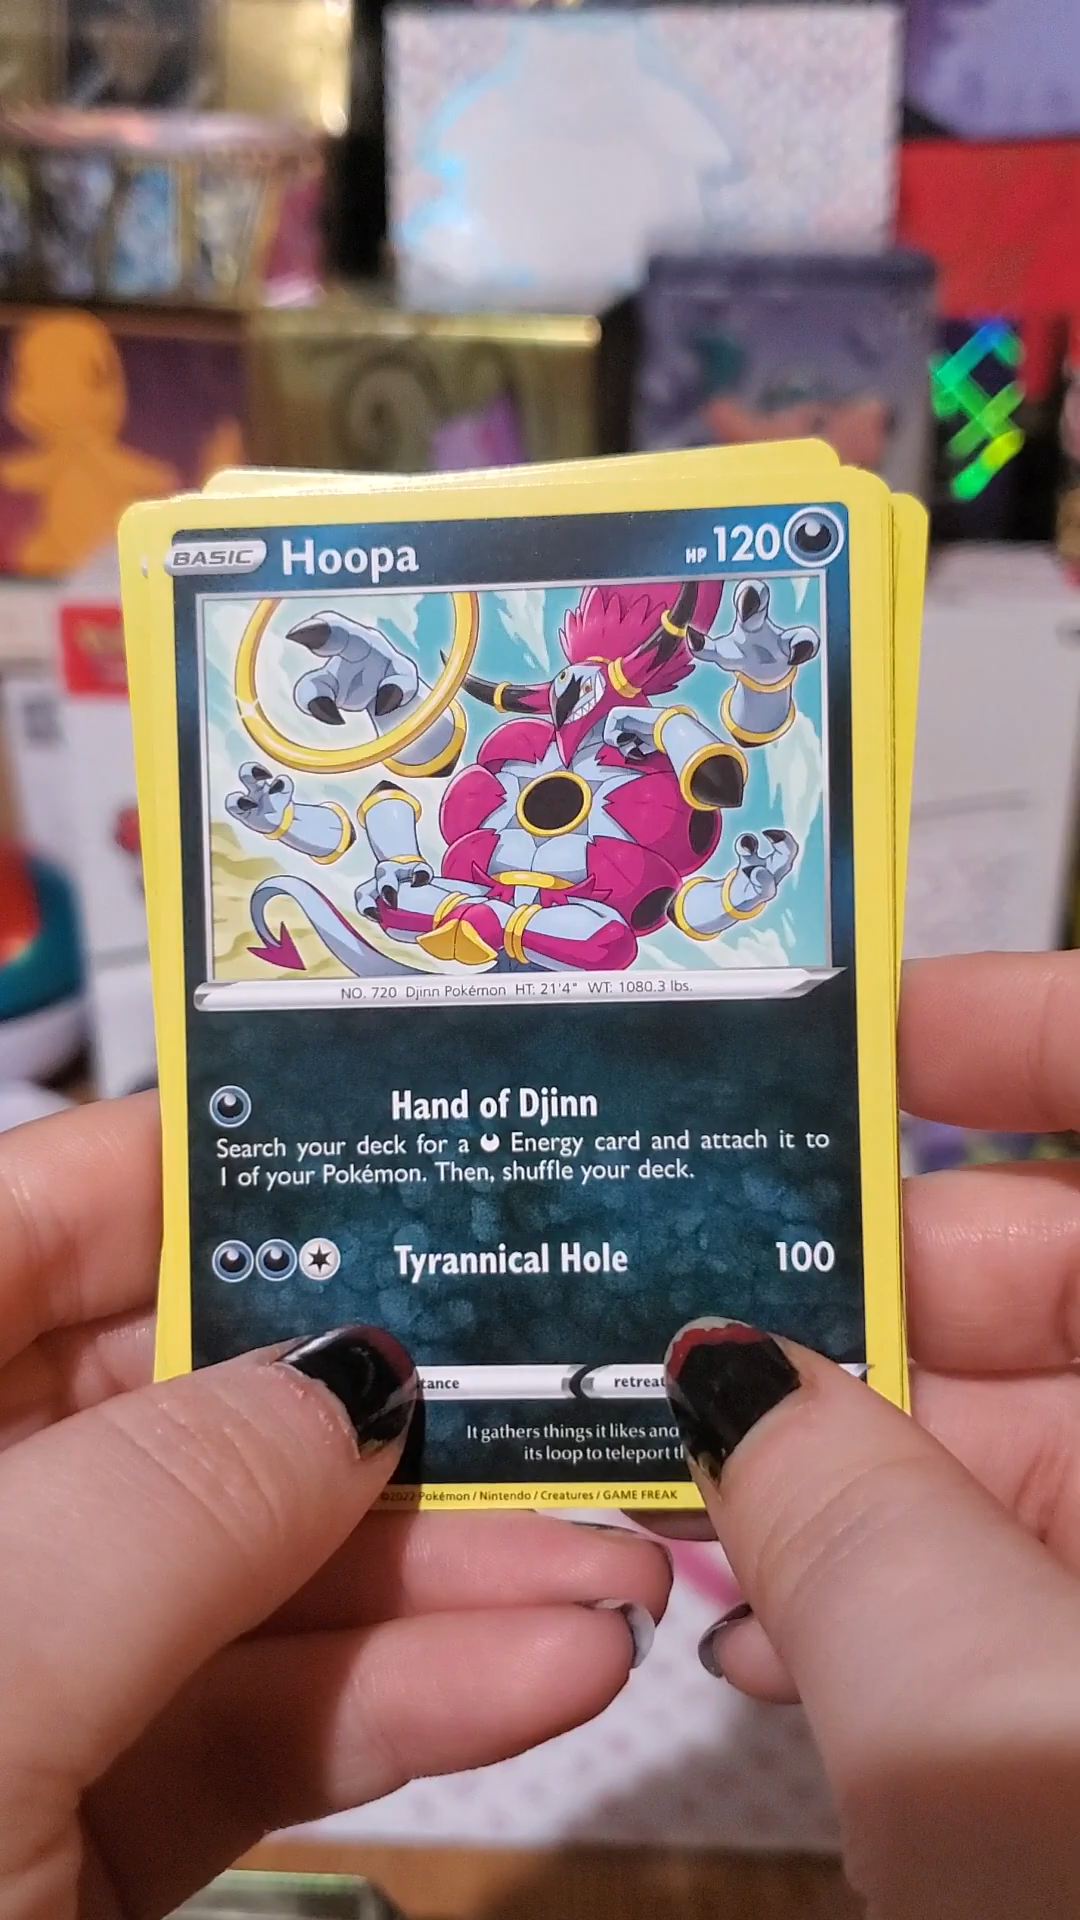 BASIC Hoopa HP 120
NO. 720 Djinn Pokémon HT: 21'4" WT: 1080.3 lbs.
Hand of Djinn
Search your deck for a Energy card and attach it to
1 of your Pokémon. Then, shuffle your deck.
Tyrannical Hole 100
tance retreat
It gathers things it likes and
its loop to teleport
©2022 Pokémon / Nintendo / Creatures / GAME FREAK